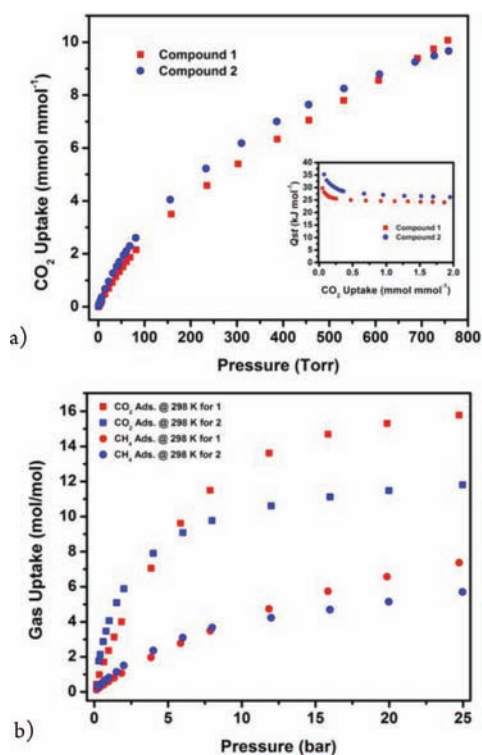 10
8
6
4
2
0
CO₂ Uptake (mmol mmol⁻¹)
Compound 1
Compound 2
40
35
30
25
20
15
10
5
0
Qst (kJ mol⁻¹)
Compound 1
Compound 2
0.0 0.5 1.0 1.5 2.0
CO₂ Uptake (mmol mmol⁻¹)
0 100 200 300 400 500 600 700 800
Pressure (Torr)
a)
16
14
12
10
8
6
4
2
0
Gas Uptake (mol/mol)
CO₂ Ads. @ 298 K for 1
CO₂ Ads. @ 298 K for 2
CH₄ Ads. @ 298 K for 1
CH₄ Ads. @ 298 K for 2
0 5 10 15 20 25
Pressure (bar)
b)